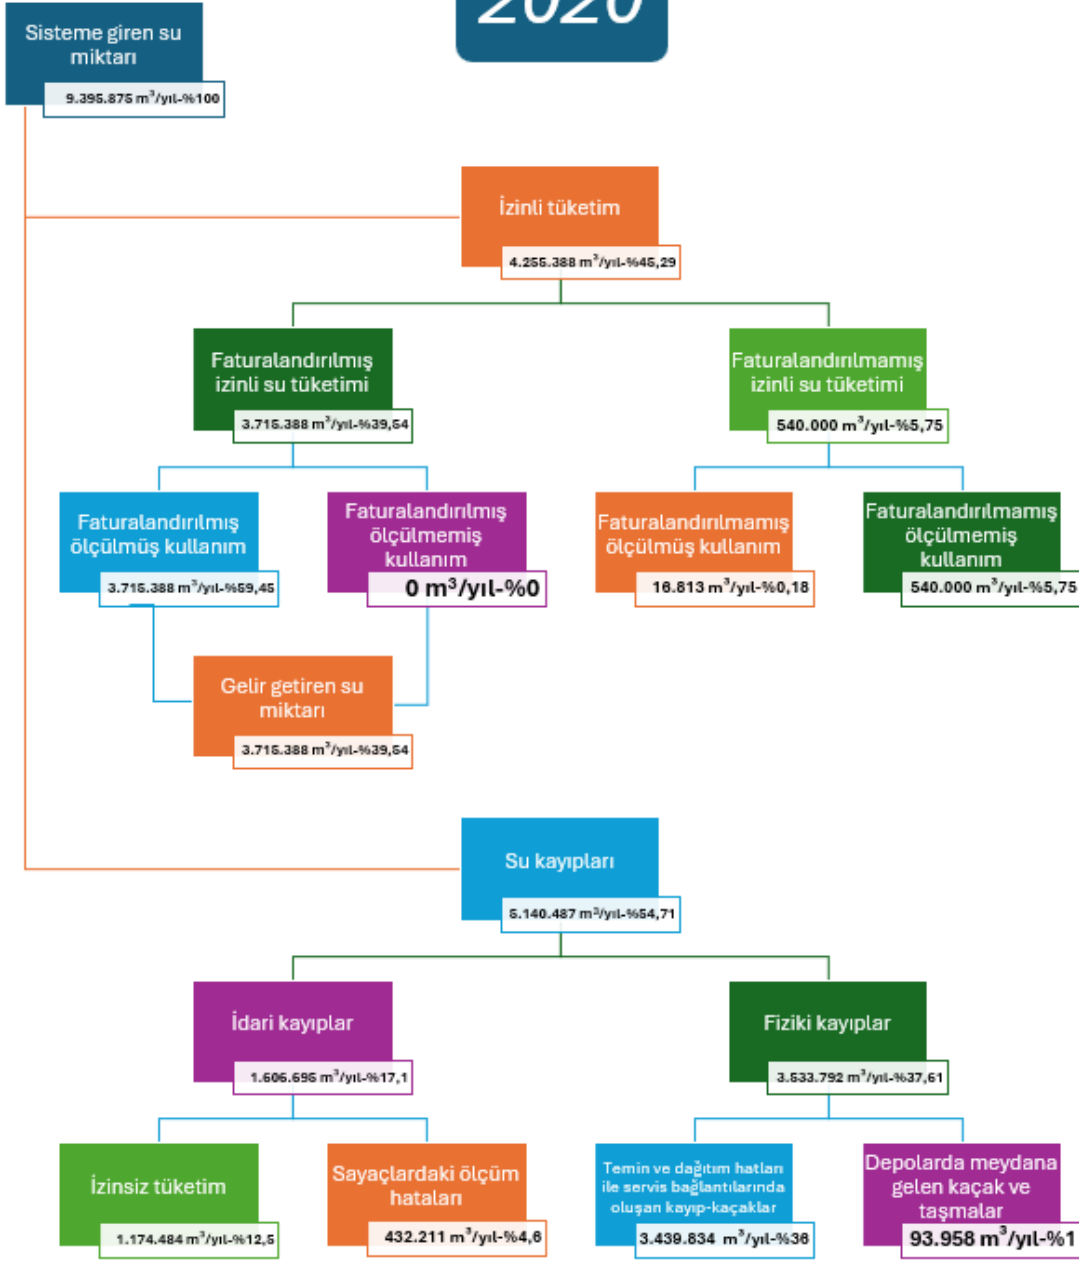 2020
Sisteme giren su
miktarı
9.395.875 m³/yıl-%100
İzinli tüketim
4.255.388 m³/yıl-%45,29
Faturalandırılmış
izinli su tüketimi
3.715.388 m³/yıl-%39,54
Faturalandırılmamış
izinli su tüketimi
540.000 m³/yıl-%5,75
Faturalandırılmış
ölçülmüş kullanım
3.715.388 m³/yıl-%59,45
Faturalandırılmış
ölçülmemiş
kullanım
0 m³/yıl-%0
Faturalandırılmamış
ölçülmüş kullanım
16.813 m³/yıl-%0,18
Faturalandırılmamış
ölçülmemiş
kullanım
540.000 m³/yıl-%5,75
Gelir getiren su
miktarı
3.715.388 m³/yıl-%39,54
Su kayıpları
5.140.487 m³/yıl-%54,71
İdari kayıplar
1.606.695 m³/yıl-%17,1
Fiziki kayıplar
3.533.792 m³/yıl-%37,61
İzinsiz tüketim
1.174.484 m³/yıl-%12,5
Sayaçlardaki ölçüm
hataları
432.211 m³/yıl-%4,6
Temin ve dağıtım hatları
ile servis bağlantılarında
oluşan kayıp-kaçaklar
3.439.834 m³/yıl-%36
Depolarda meydana
gelen kaçak ve
taşmalar
93.958 m³/yıl-%1